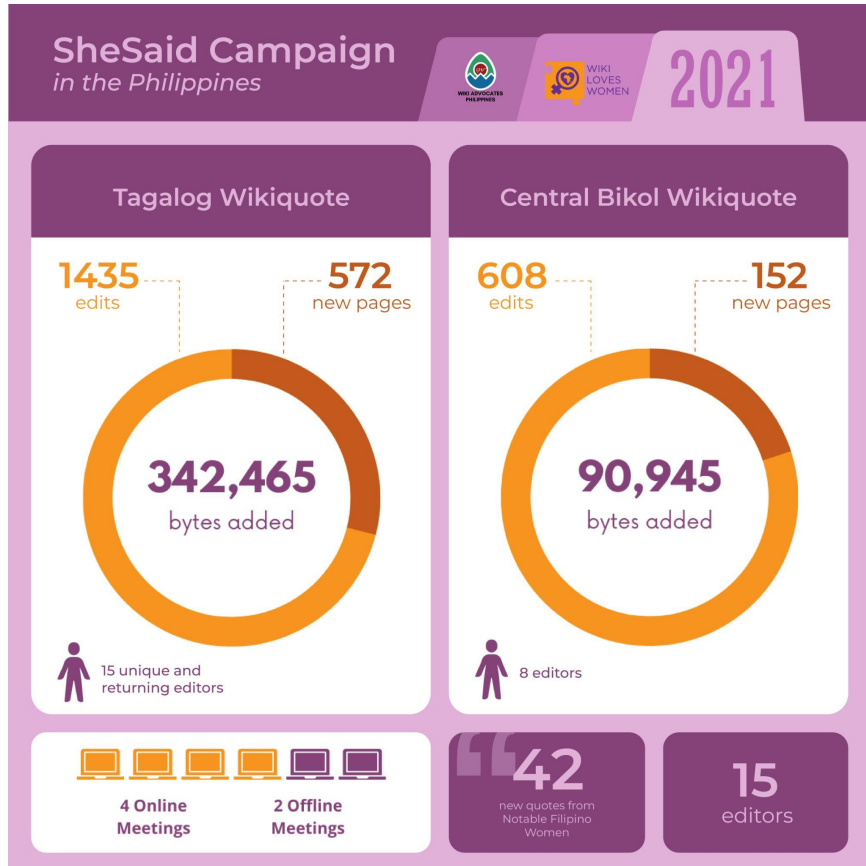 SheSaid Campaign
in the Philippines
WIKI ADVOCATES
PHILIPPINES
WIKI
LOVES
WOMEN
2021
Tagalog Wikiquote
1435
edits
572
new pages
342,465
bytes added
15 unique and
returning editors
Central Bikol Wikiquote
608
edits
152
new pages
90,945
bytes added
8 editors
4 Online
Meetings
2 Offline
Meetings
42
new quotes from
Notable Filipino
Women
15
editors